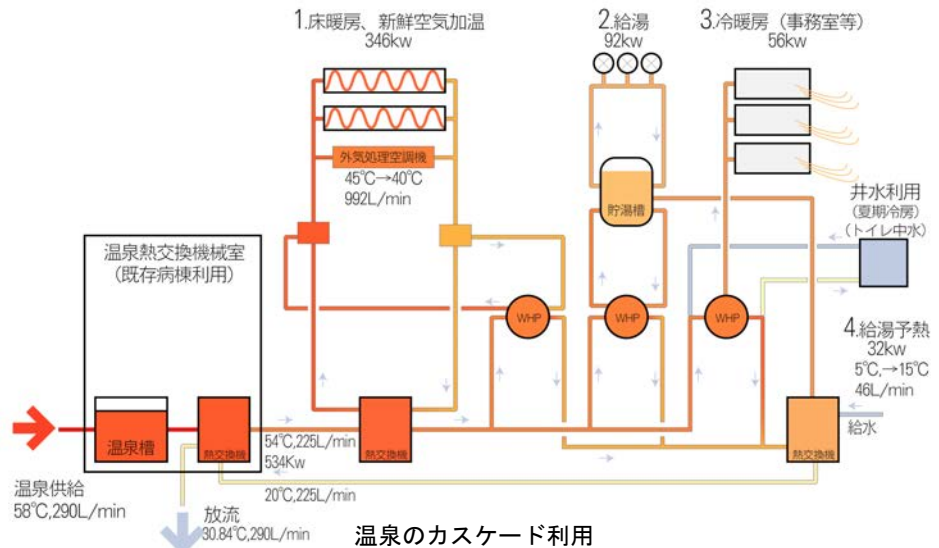 1.床暖房、新鮮空気加温
346kw
2.給湯
92kw
3.冷暖房（事務室等）
56kw
外気処理空調機
45℃→40℃
992L/min
貯湯槽
井水利用
(夏期冷房)
(トイレ中水)
温泉熱交換機械室
(既存病棟利用)
WHP
WHP
WHP
4.給湯予熱
32kw
5℃,→15℃
46L/min
給水
温泉槽
熱交換機
54℃,225L/min
534Kw
熱交換機
熱交換機
20℃,225L/min
温泉供給
58℃,290L/min
放流
30.84℃,290L/min
温泉のカスケード利用